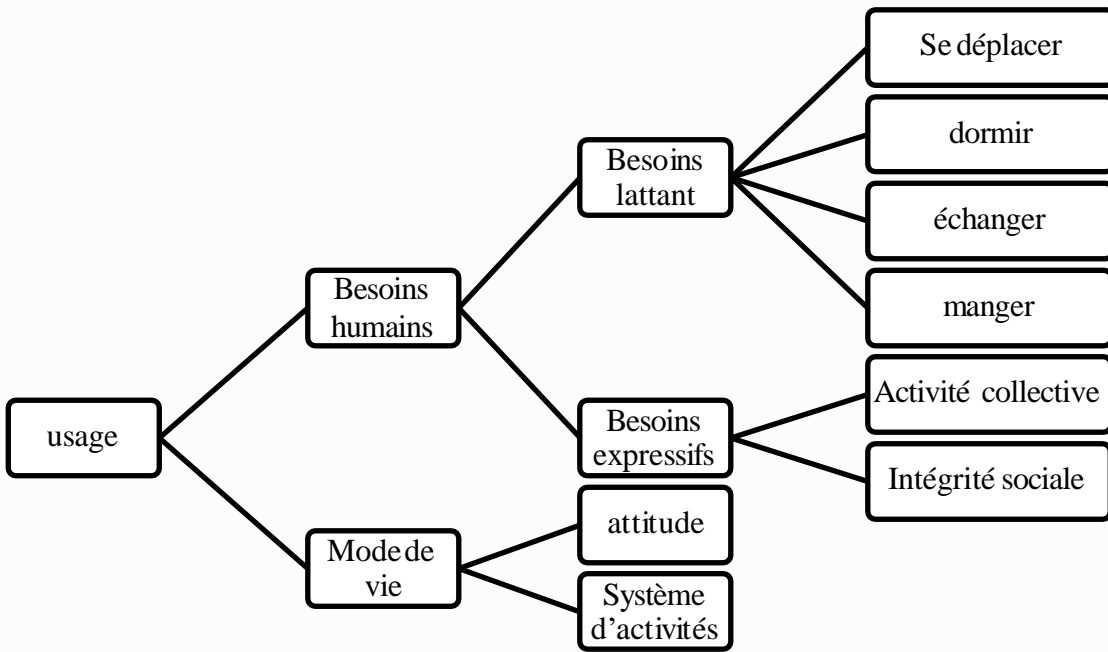 Se déplacer
dormir
Besoins
lattant
échanger
Besoins
humains
manger
Activité collective
usage
Besoins
expressifs
Intégrité sociale
attitude
Mode de
vie
Système
d’activités